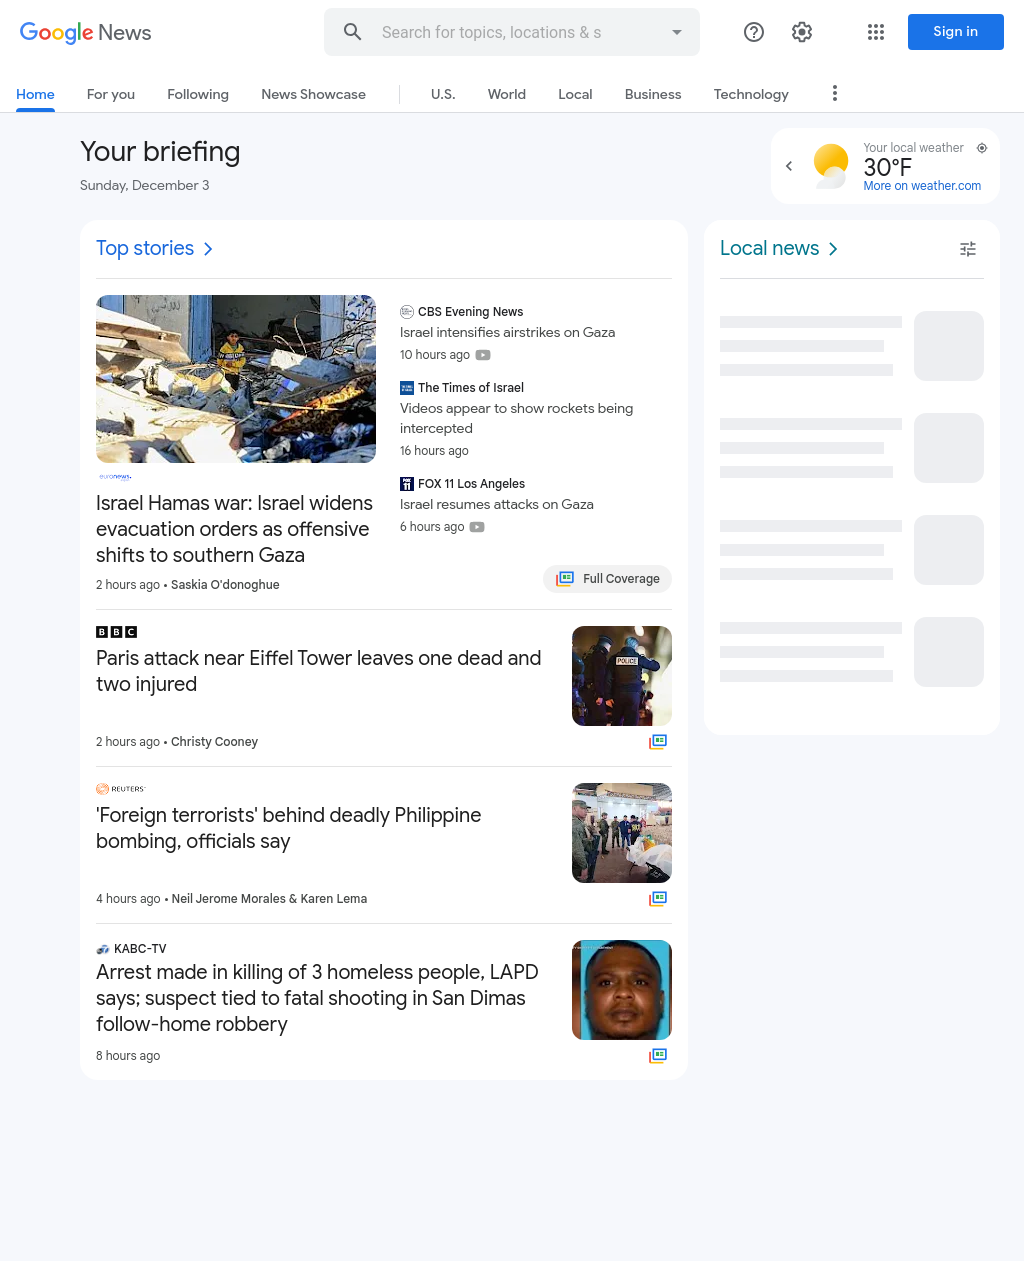 Google News
Search for topics, locations & s
Sign in
Home
For you
Following
News Showcase
U.S.
World
Local
Business
Technology
Your briefing
Sunday, December 3
Your local weather
30°F
More on weather.com
Top stories
euronews.
Israel Hamas war: Israel widens
evacuation orders as offensive
shifts to southern Gaza
2 hours ago • Saskia O'donoghue
CBS Evening News
Israel intensifies airstrikes on Gaza
10 hours ago
The Times of Israel
Videos appear to show rockets being
intercepted
16 hours ago
FOX 11 Los Angeles
Israel resumes attacks on Gaza
6 hours ago
Full Coverage
BBC
Paris attack near Eiffel Tower leaves one dead and
two injured
2 hours ago • Christy Cooney
POLICE
REUTERS
'Foreign terrorists' behind deadly Philippine
bombing, officials say
4 hours ago • Neil Jerome Morales & Karen Lema
KABC-TV
Arrest made in killing of 3 homeless people, LAPD
says; suspect tied to fatal shooting in San Dimas
follow-home robbery
8 hours ago
Local news